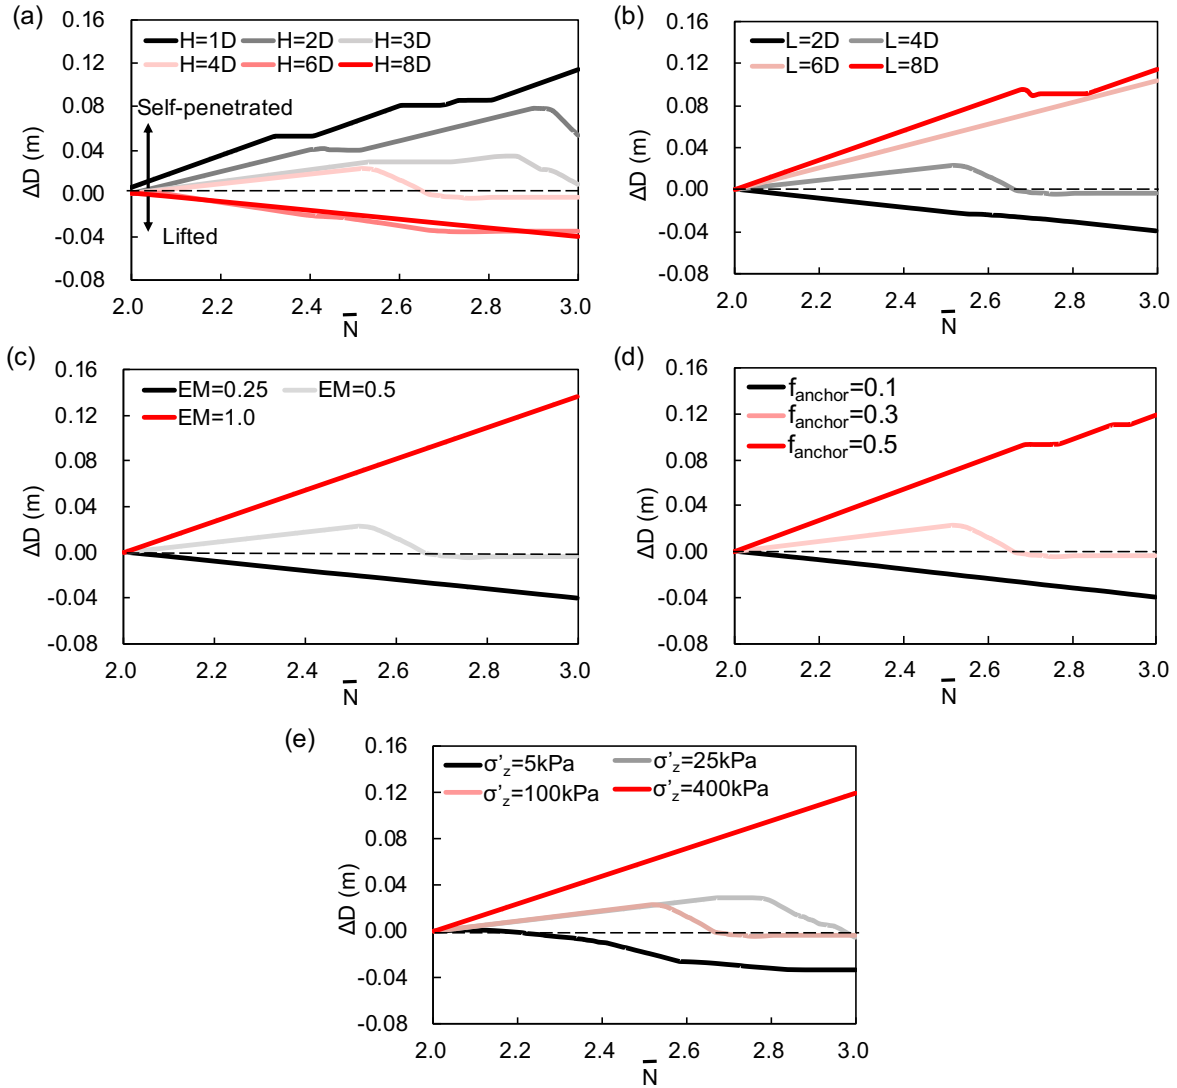 (a)
0.16
0.12
0.08
0.04
0.00
-0.04
-0.08
ΔD (m)
H=1D H=2D H=3D
H=4D H=6D H=8D
Self-penetrated
Lifted
2.0 2.2 2.4 2.6 2.8 3.0
N̅
(b)
0.16
0.12
0.08
0.04
0.00
-0.04
-0.08
ΔD (m)
L=2D L=4D
L=6D L=8D
2.0 2.2 2.4 2.6 2.8 3.0
N̅
(c)
0.16
0.12
0.08
0.04
0.00
-0.04
-0.08
ΔD (m)
EM=0.25 EM=0.5
EM=1.0
2.0 2.2 2.4 2.6 2.8 3.0
N̅
(d)
0.16
0.12
0.08
0.04
0.00
-0.04
-0.08
ΔD (m)
f_anchor=0.1
f_anchor=0.3
f_anchor=0.5
2.0 2.2 2.4 2.6 2.8 3.0
N̅
(e)
0.16
0.12
0.08
0.04
0.00
-0.04
-0.08
ΔD (m)
σ'z=5kPa σ'z=25kPa
σ'z=100kPa σ'z=400kPa
2.0 2.2 2.4 2.6 2.8 3.0
N̅